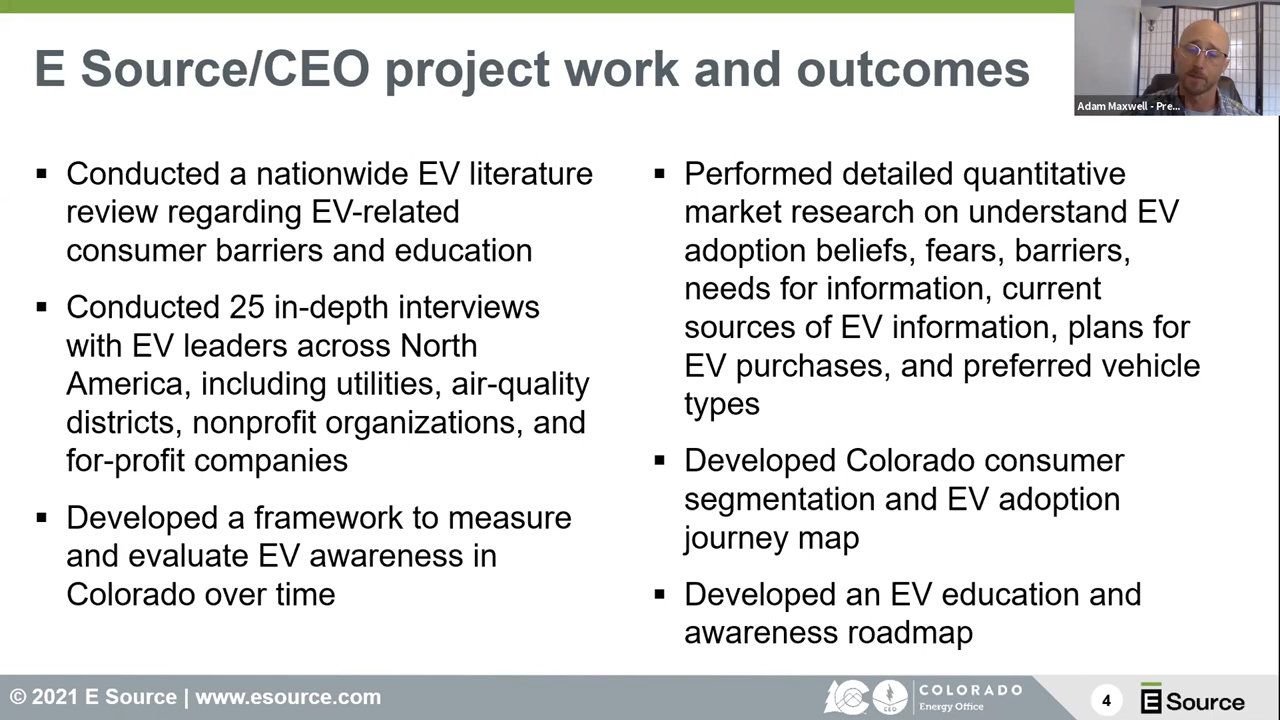 E Source/CEO project work and outcomes
Adam Maxwell - Pre...
▪ Conducted a nationwide EV literature
review regarding EV-related
consumer barriers and education
▪ Conducted 25 in-depth interviews
with EV leaders across North
America, including utilities, air-quality
districts, nonprofit organizations, and
for-profit companies
▪ Developed a framework to measure
and evaluate EV awareness in
Colorado over time
▪ Performed detailed quantitative
market research on understand EV
adoption beliefs, fears, barriers,
needs for information, current
sources of EV information, plans for
EV purchases, and preferred vehicle
types
▪ Developed Colorado consumer
segmentation and EV adoption
journey map
▪ Developed an EV education and
awareness roadmap
© 2021 E Source | www.esource.com
CEO
COLORADO
Energy Office
4
E Source